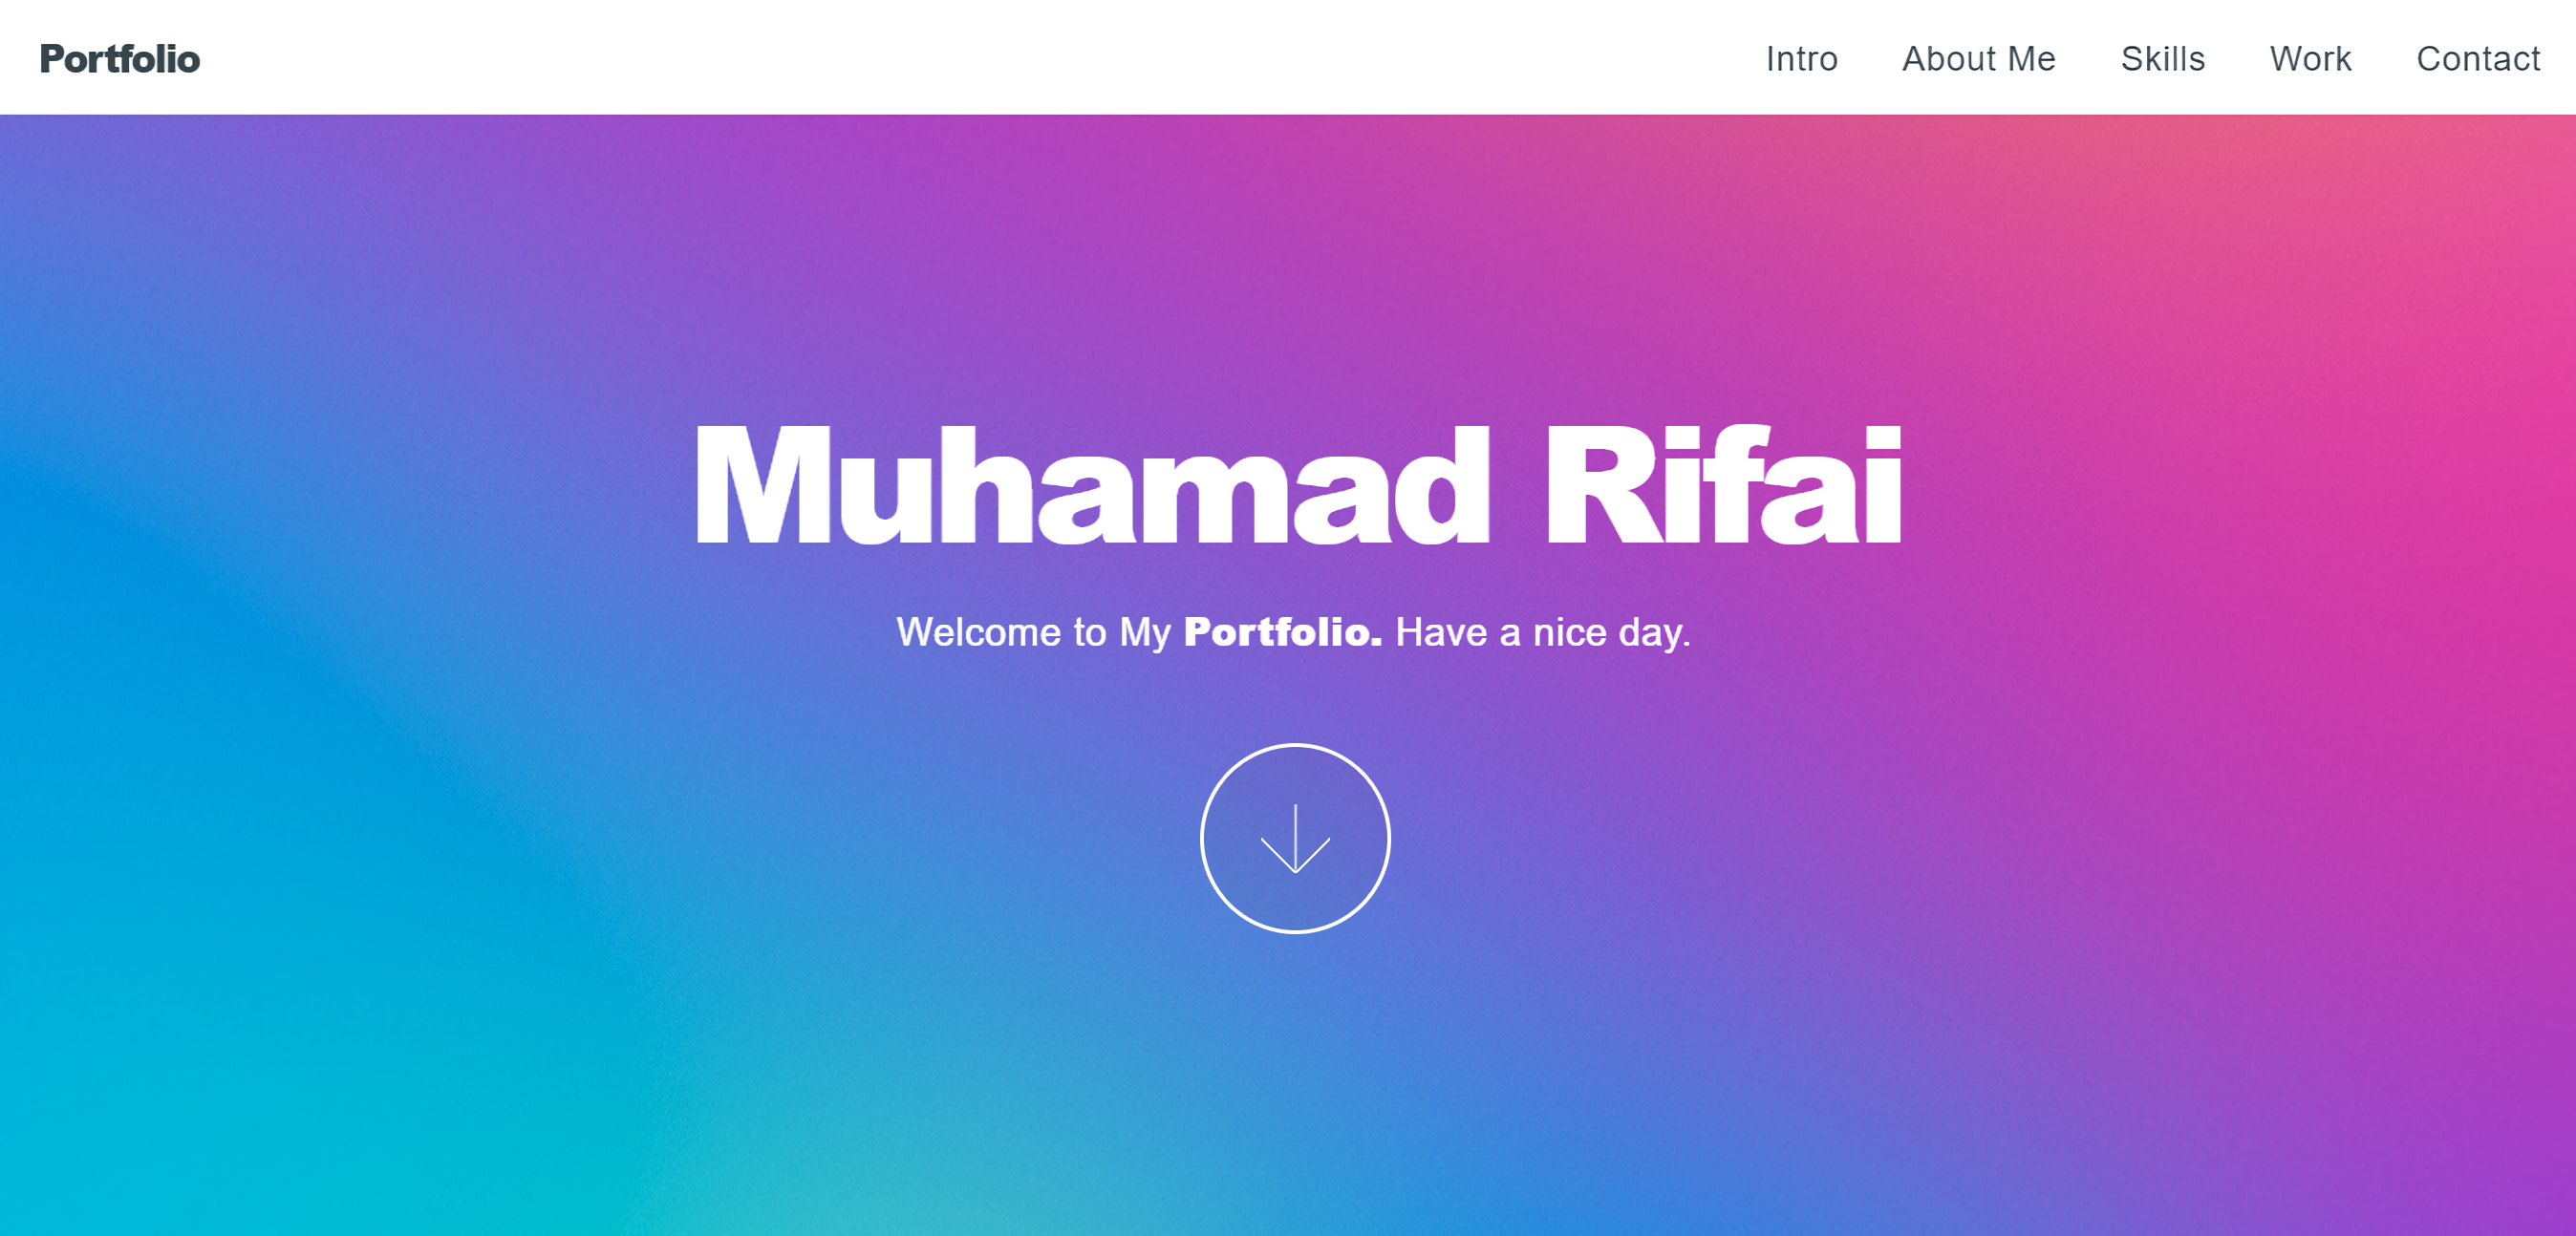 Portfolio
Intro About Me Skills Work Contact
Muhamad Rifai
Welcome to My Portfolio. Have a nice day.